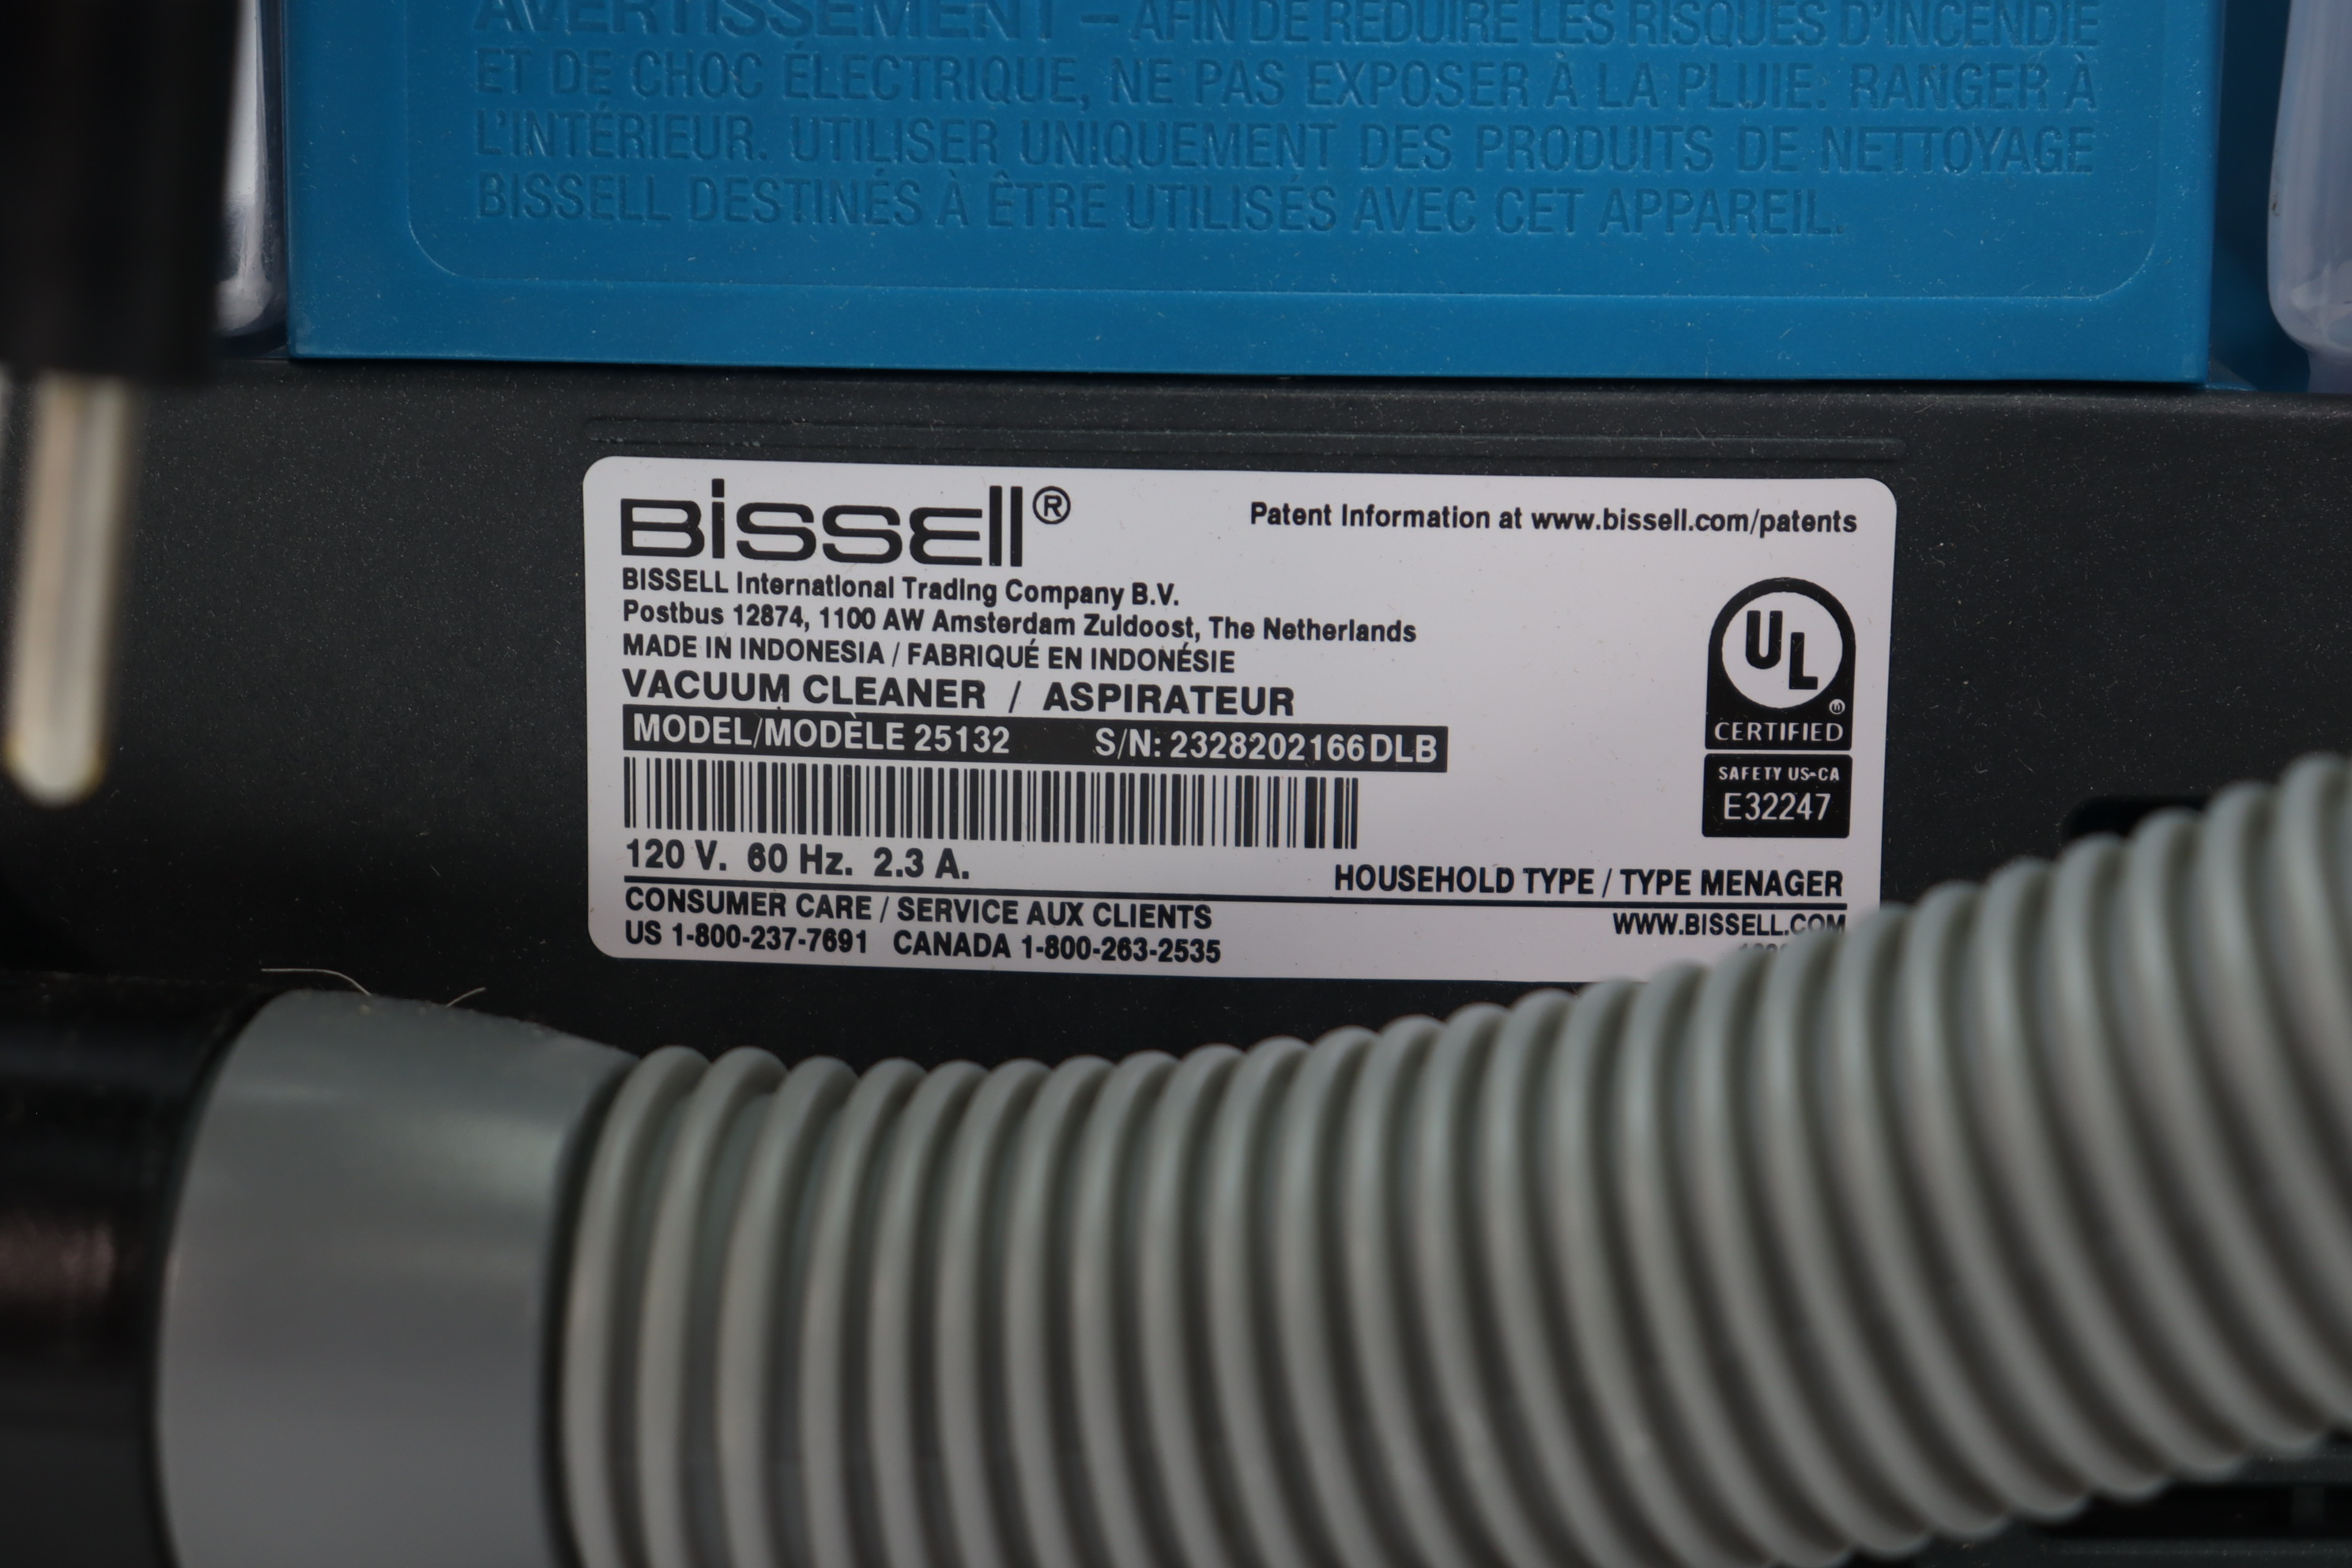 AVERTISSEMENT – AFIN DE RÉDUIRE LES RISQUES D'INCENDIE
ET DE CHOC ÉLECTRIQUE, NE PAS EXPOSER À LA PLUIE. RANGER À
L'INTÉRIEUR. UTILISER UNIQUEMENT DES PRODUITS DE NETTOYAGE
BISSELL DESTINÉS À ÊTRE UTILISÉS AVEC CET APPAREIL.
BISSELL®
Patent Information at www.bissell.com/patents
BISSELL International Trading Company B.V.
Postbus 12874, 1100 AW Amsterdam Zuidoost, The Netherlands
MADE IN INDONESIA / FABRIQUÉ EN INDONÉSIE
VACUUM CLEANER / ASPIRATEUR
MODEL/MODÈLE 25132 S/N: 2328202166DLB
UL®
CERTIFIED
SAFETY US-CA
E32247
120 V. 60 Hz. 2.3 A.
HOUSEHOLD TYPE / TYPE MENAGER
CONSUMER CARE / SERVICE AUX CLIENTS
US 1-800-237-7691 CANADA 1-800-263-2535
WWW.BISSELL.COM